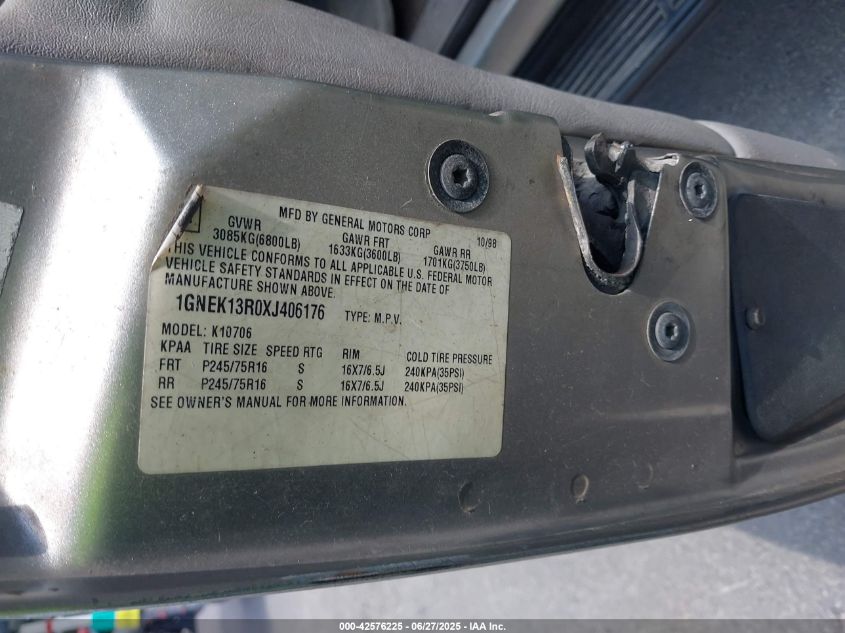 MFD BY GENERAL MOTORS CORP 10/98
GVWR GAWR FRT GAWR RR
3085KG(6800LB) 1633KG(3600LB) 1701KG(3750LB)
THIS VEHICLE CONFORMS TO ALL APPLICABLE U.S. FEDERAL MOTOR
VEHICLE SAFETY STANDARDS IN EFFECT ON THE DATE OF
MANUFACTURE SHOWN ABOVE.
1GNEK13R0XJ406176 TYPE: M.P.V.
MODEL: K10706
KPAA TIRE SIZE SPEED RTG RIM COLD TIRE PRESSURE
FRT P245/75R16 S 16X7/6.5J 240KPA(35PSI)
RR P245/75R16 S 16X7/6.5J 240KPA(35PSI)
SEE OWNER'S MANUAL FOR MORE INFORMATION.
000-42576225 - 06/27/2025 - IAA Inc.